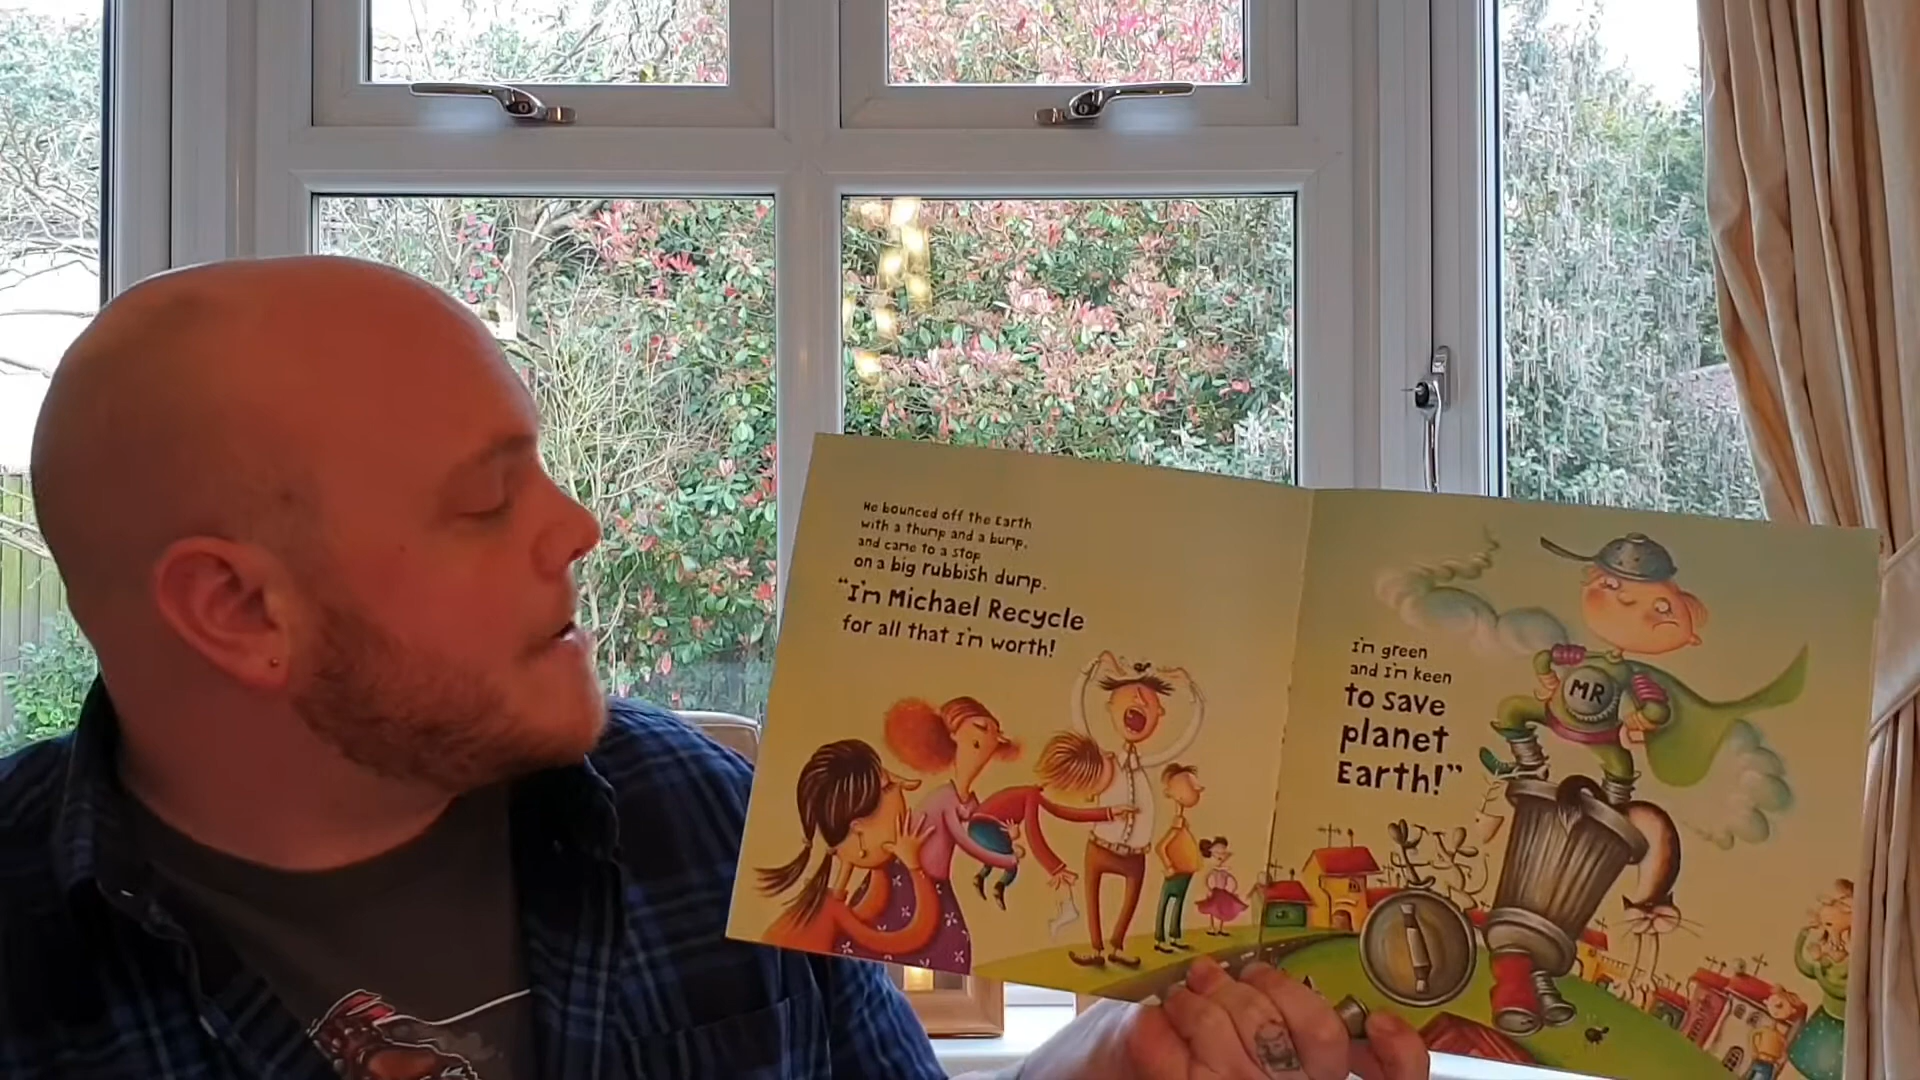 He bounced off the Earth
with a thump and a bump,
and came to a stop
on a big rubbish dump.
"I'm Michael Recycle
for all that I'm worth!
I'm green
and I'm keen
to save
planet
Earth!"
MR